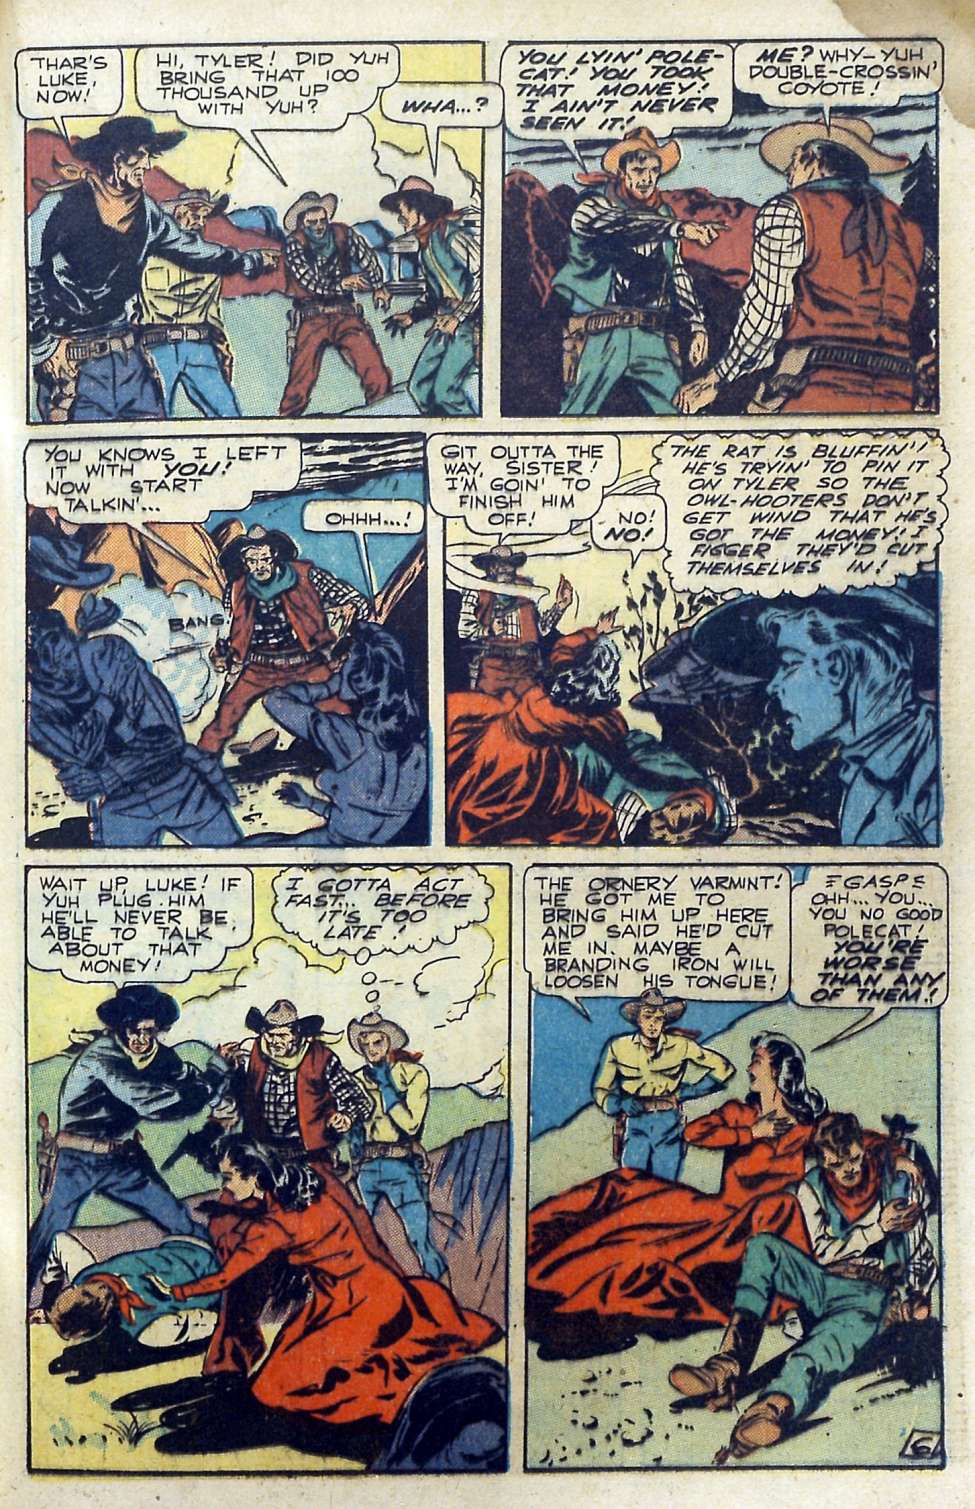 THAR'S
LUKE,
NOW!
HI, TYLER! DID YUH
BRING THAT 100
THOUSAND UP
WITH YUH?
WHA...?
YOU LYIN' POLE-
CAT! YOU TOOK
THAT MONEY!
I AIN'T NEVER
SEEN IT!
ME? WHY-YUH
DOUBLE-CROSSIN'
COYOTE!
YOU KNOWS I LEFT
IT WITH YOU!
NOW START
TALKIN'...
BANG!
OHHH...!
GIT OUTTA THE
WAY, SISTER!
I'M GOIN' TO
FINISH HIM
OFF!
NO!
NO!
THE RAT IS BLUFFIN'!
HE'S TRYIN' TO PIN IT
ON TYLER SO THE
OWL-HOOTERS DON'T
GET WIND THAT HE'S
GOT THE MONEY! I
FIGGER THEY'D CUT
THEMSELVES IN!
WAIT UP, LUKE! IF
YUH PLUG HIM
HE'LL NEVER BE
ABLE TO TALK
ABOUT THAT
MONEY!
I GOTTA ACT
FAST... BEFORE
IT'S TOO
LATE!
THE ORNERY VARMINT!
HE GOT ME TO
BRING HIM UP HERE
AND SAID HE'D CUT
ME IN. MAYBE A
BRANDING IRON WILL
LOOSEN HIS TONGUE!
GASP
OHH... YOU...
YOU NO GOOD
POLECAT!
YOU'RE
WORSE
THAN ANY
OF THEM!
6